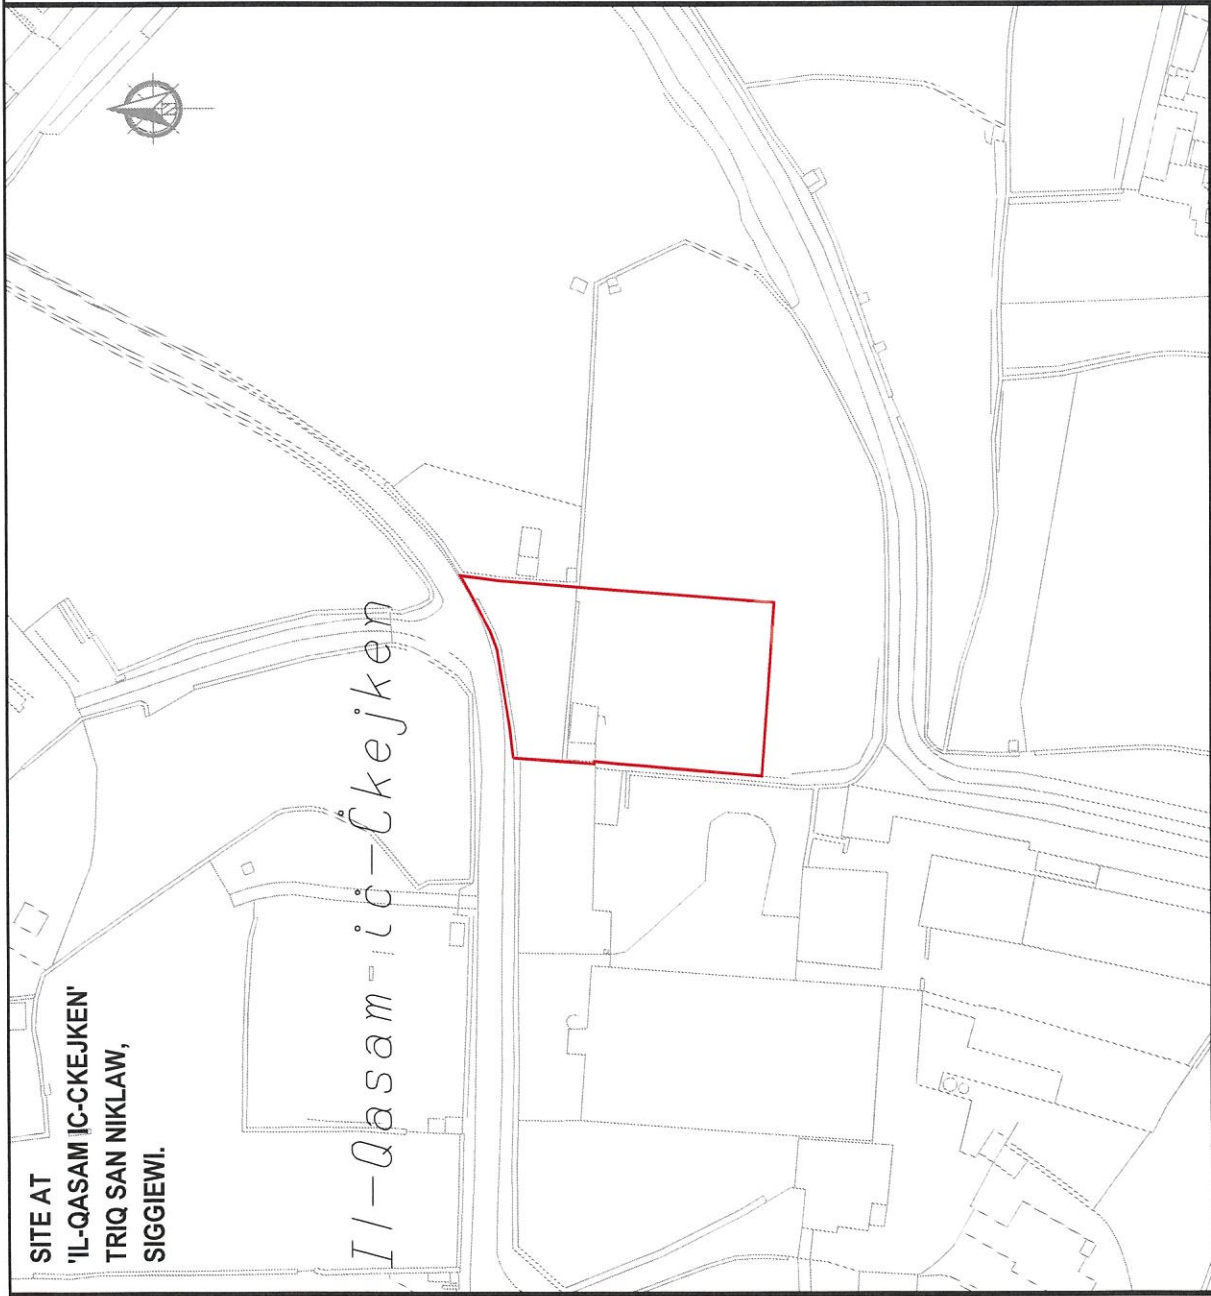 SITE AT
'IL-QASAM IC-CKEJKEN'
TRIQ SAN NIKLAW,
SIGGIEWI.
Il-Qasam-iċ-Ċkejken